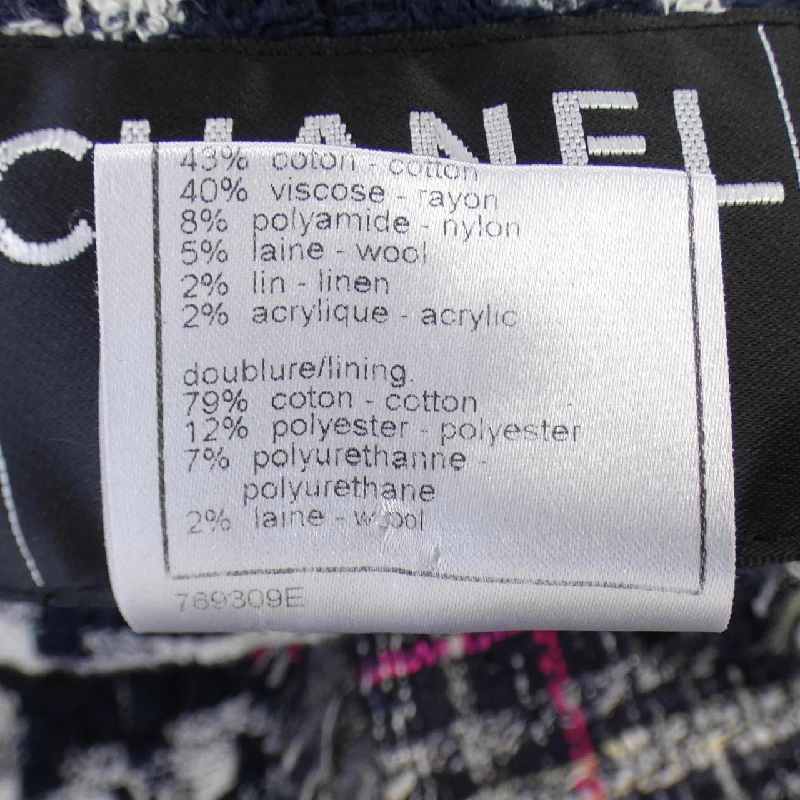 CHANEL
43% coton - cotton
40% viscose - rayon
8% polyamide - nylon
5% laine - wool
2% lin - linen
2% acrylique - acrylic
doublure/lining.
79% coton - cotton
12% polyester - polyester
7% polyurethanne -
polyurethane
2% laine - wool
769309E